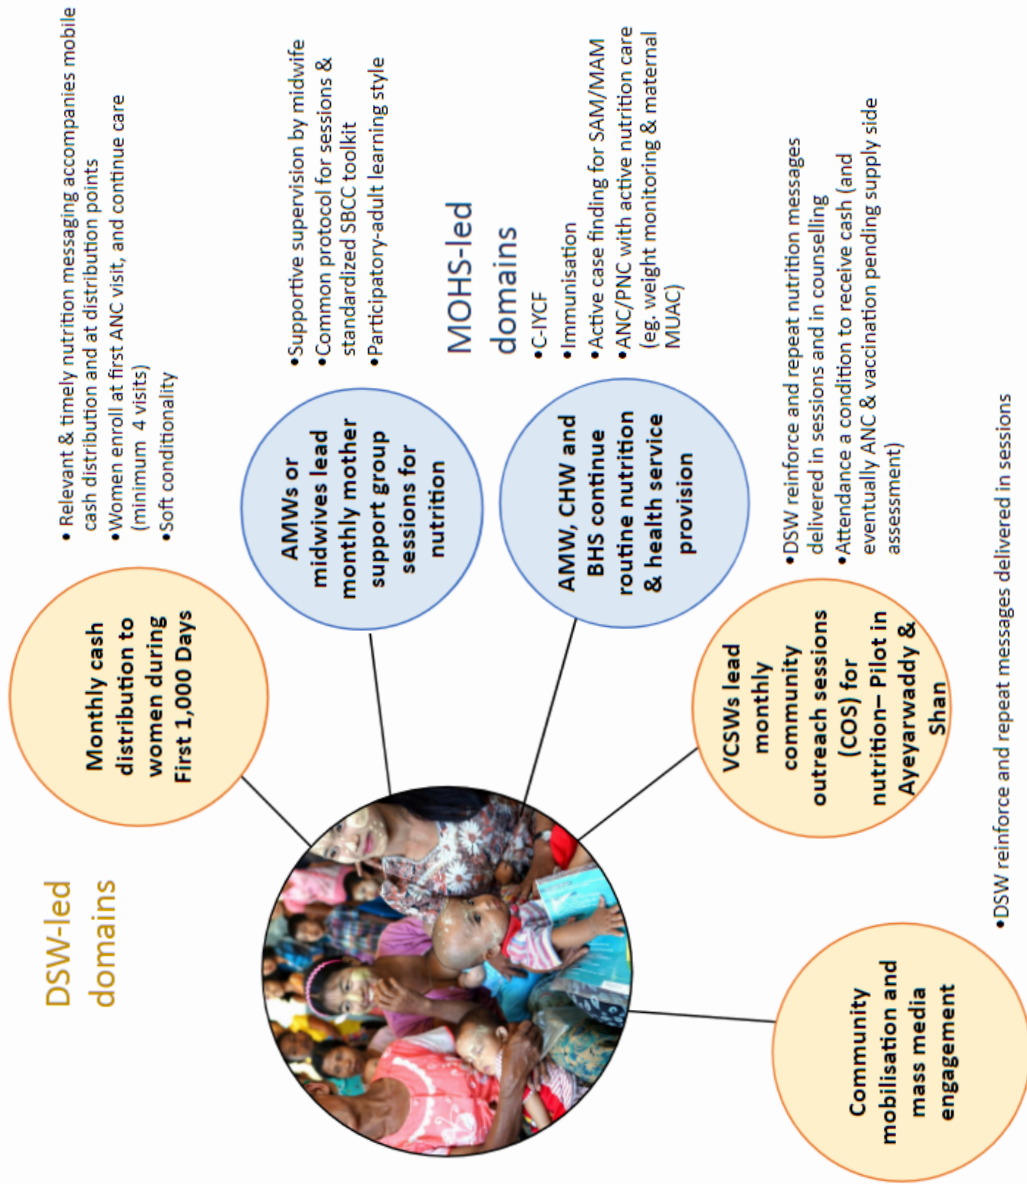 DSW-led
domains
Monthly cash
distribution to
women during
First 1,000 Days
• Relevant & timely nutrition messaging accompanies mobile
cash distribution and at distribution points
•Women enroll at first ANC visit, and continue care
(minimum  4 visits)
•Soft conditionality
AMWs or
midwives lead
monthly mother
support group
sessions for
nutrition
•Supportive supervision by midwife
•Common protocol for sessions &
standardized SBCC toolkit
•Participatory-adult learning style
MOHS-led
domains
AMW, CHW and
BHS continue
routine nutrition
& health service
provision
•C-IYCF
•Immunisation
•Active case finding for SAM/MAM
•ANC/PNC with active nutrition care
(eg. weight monitoring & maternal
MUAC)
VCSWs lead
monthly
community
outreach sessions
(COS) for
nutrition– Pilot in
Ayeyarwaddy &
Shan
•DSW reinforce and repeat nutrition messages
delivered in sessions and in counselling
•Attendance a condition to receive cash (and
eventually ANC & vaccination pending supply side
assessment)
Community
mobilisation and
mass media
engagement
•DSW reinforce and repeat messages delivered in sessions